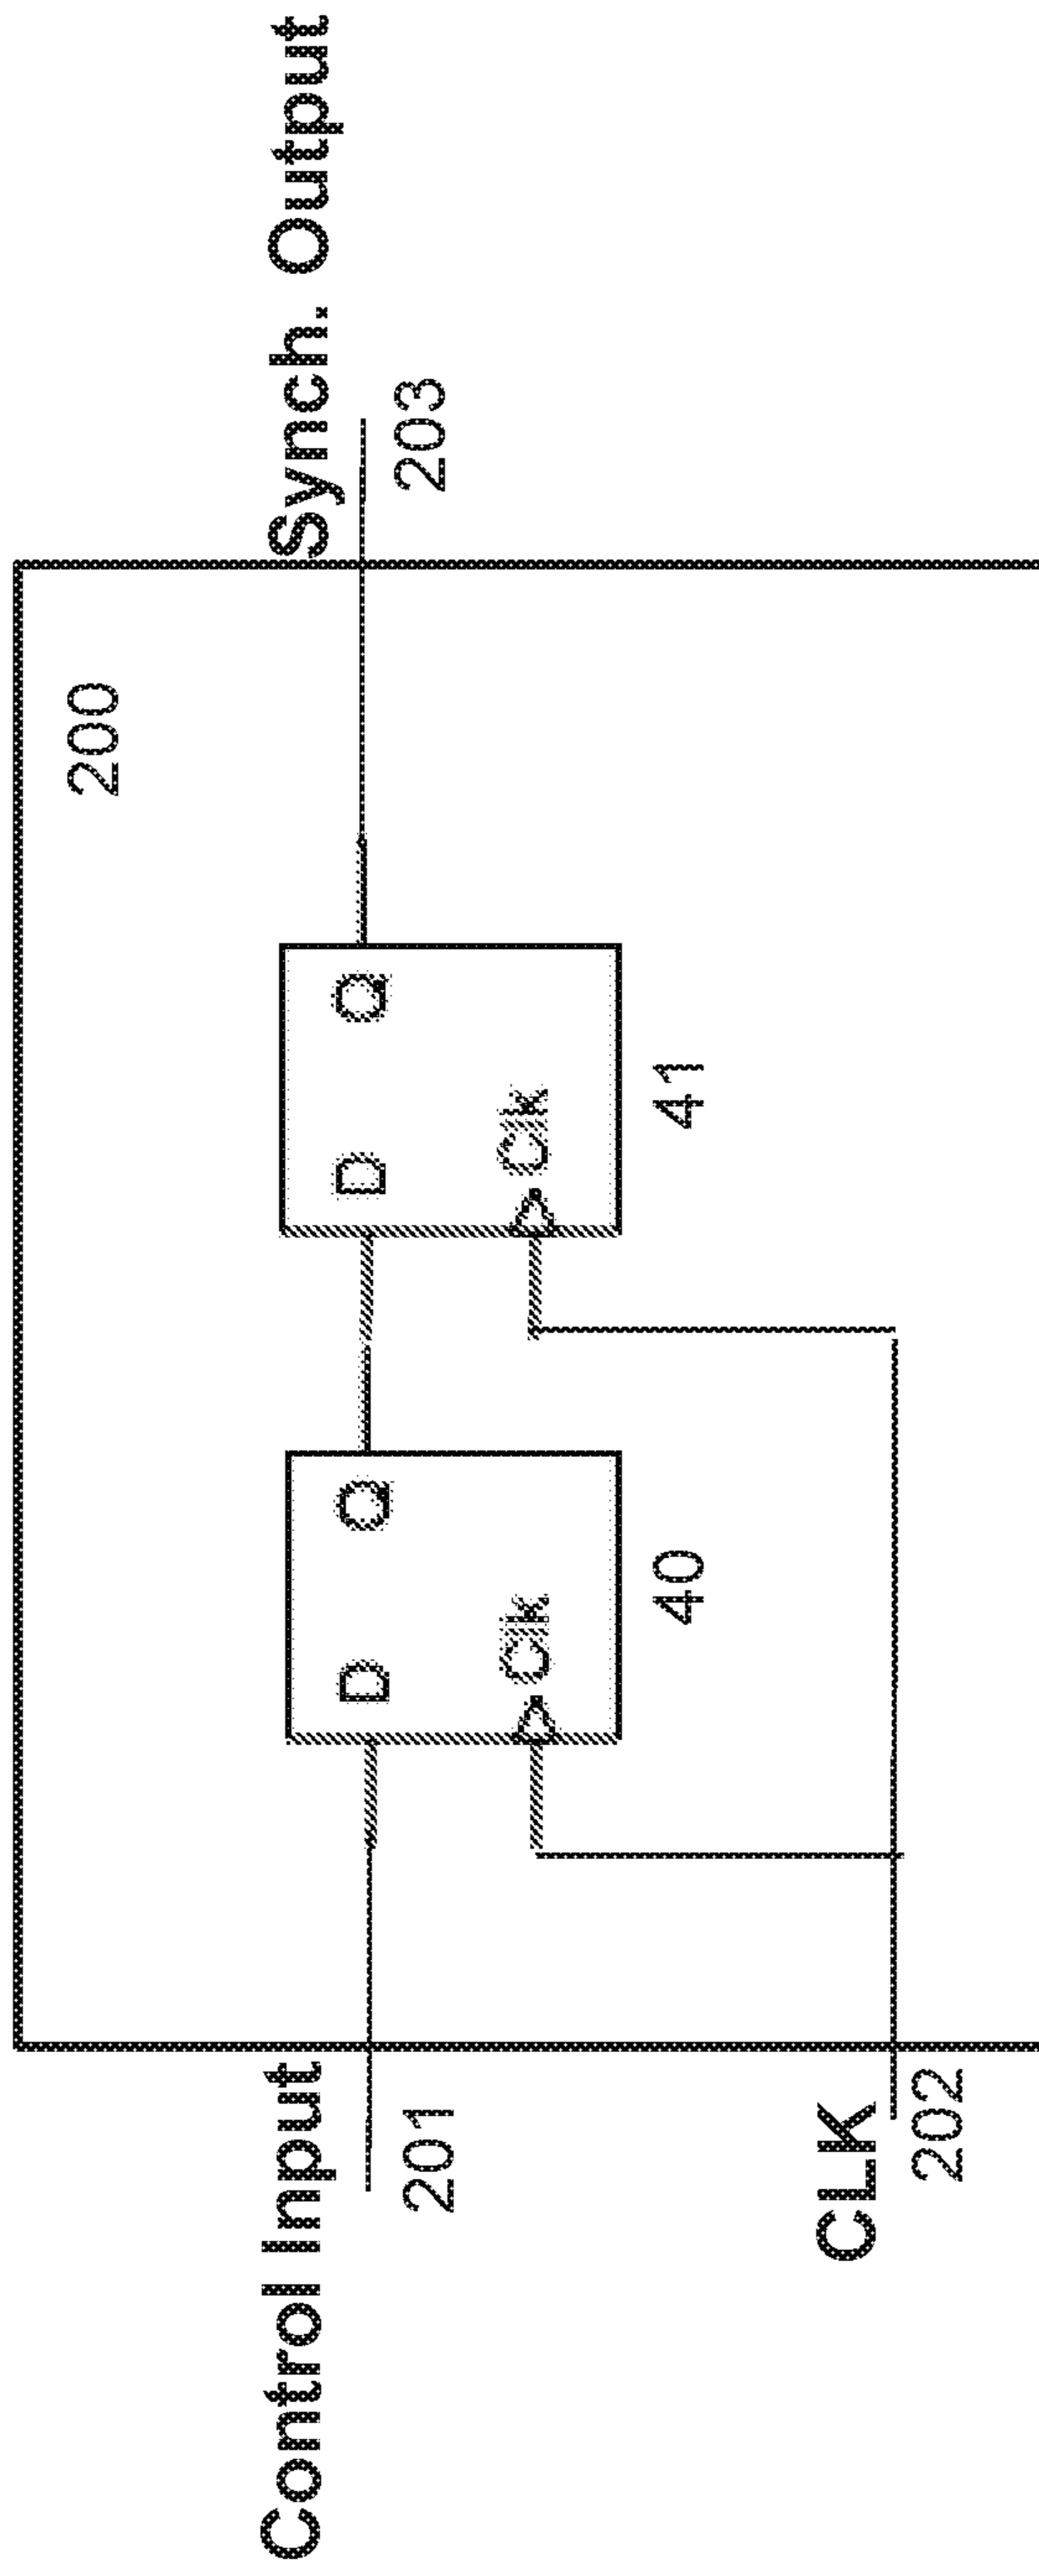 200
Control Input
Synch. Output
201
203
D
Q
D
Q
Clk
Clk
40
41
CLK
202